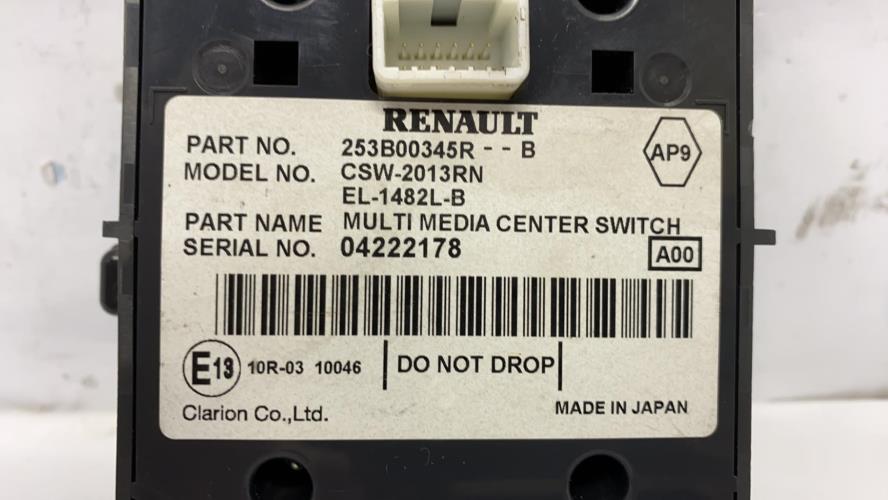 RENAULT
PART NO. 253B00345R - - B
MODEL NO. CSW-2013RN
EL-1482L-B
AP9
PART NAME MULTI MEDIA CENTER SWITCH
SERIAL NO. 04222178
A00
E13 10R-03 10046 DO NOT DROP
Clarion Co.,Ltd. MADE IN JAPAN